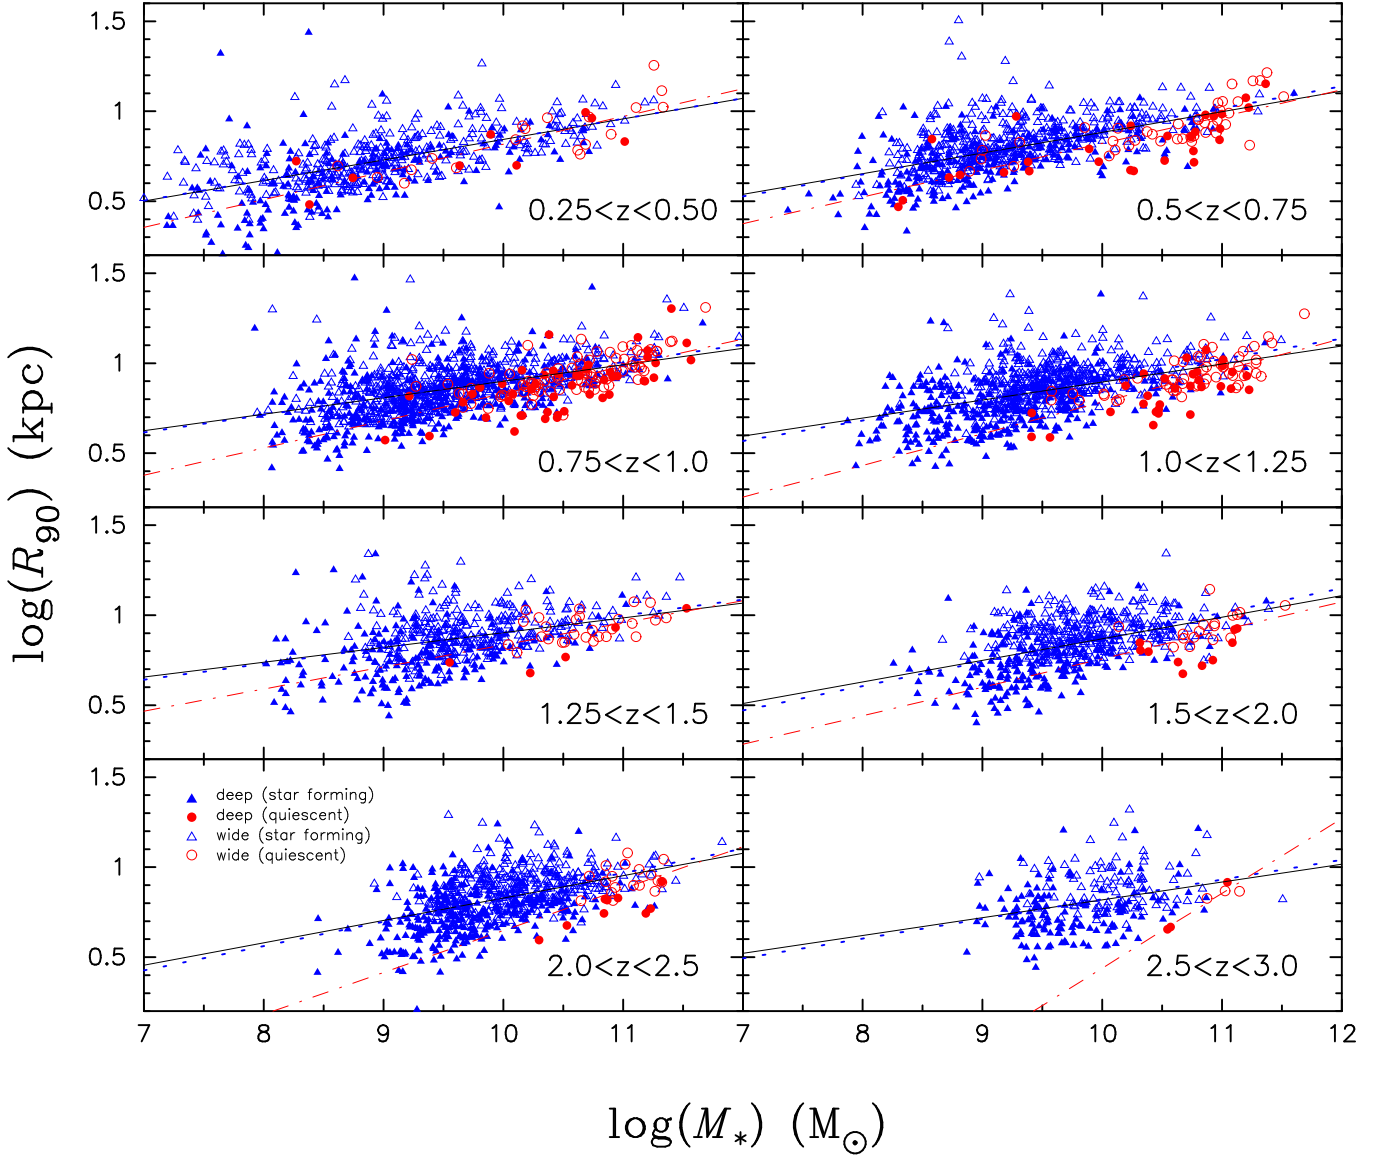 1.5
1
0.5
0.25<z<0.50
0.5<z<0.75
1.5
1
0.5
0.75<z<1.0
1.0<z<1.25
1.5
1
0.5
1.25<z<1.5
1.5<z<2.0
1.5
1
0.5
deep (star forming)
deep (quiescent)
wide (star forming)
wide (quiescent)
2.0<z<2.5
2.5<z<3.0
7 8 9 10 11 7 8 9 10 11 12
log(R90) (kpc)
log(M*) (M⊙)